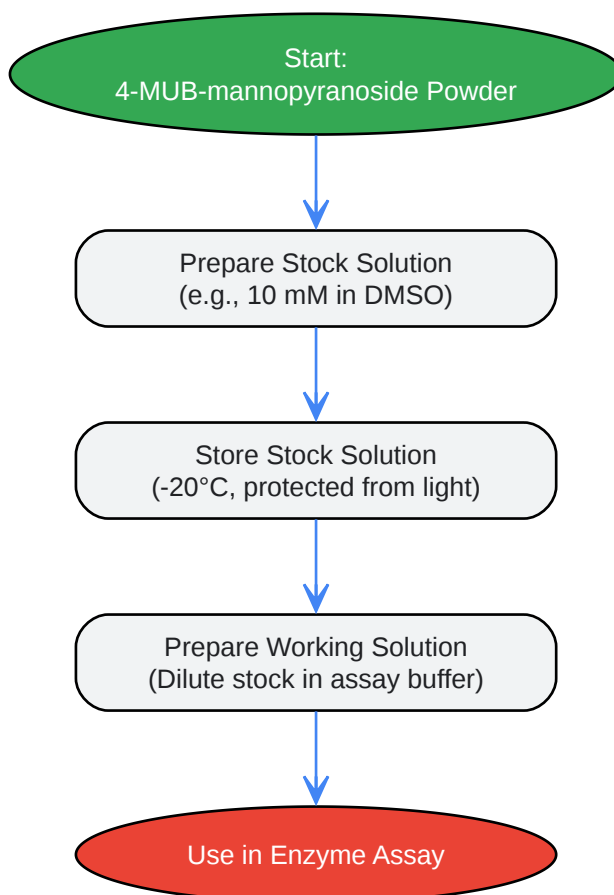 Start:
4-MUB-mannopyranoside Powder
Prepare Stock Solution
(e.g., 10 mM in DMSO)
Store Stock Solution
(-20°C, protected from light)
Prepare Working Solution
(Dilute stock in assay buffer)
Use in Enzyme Assay